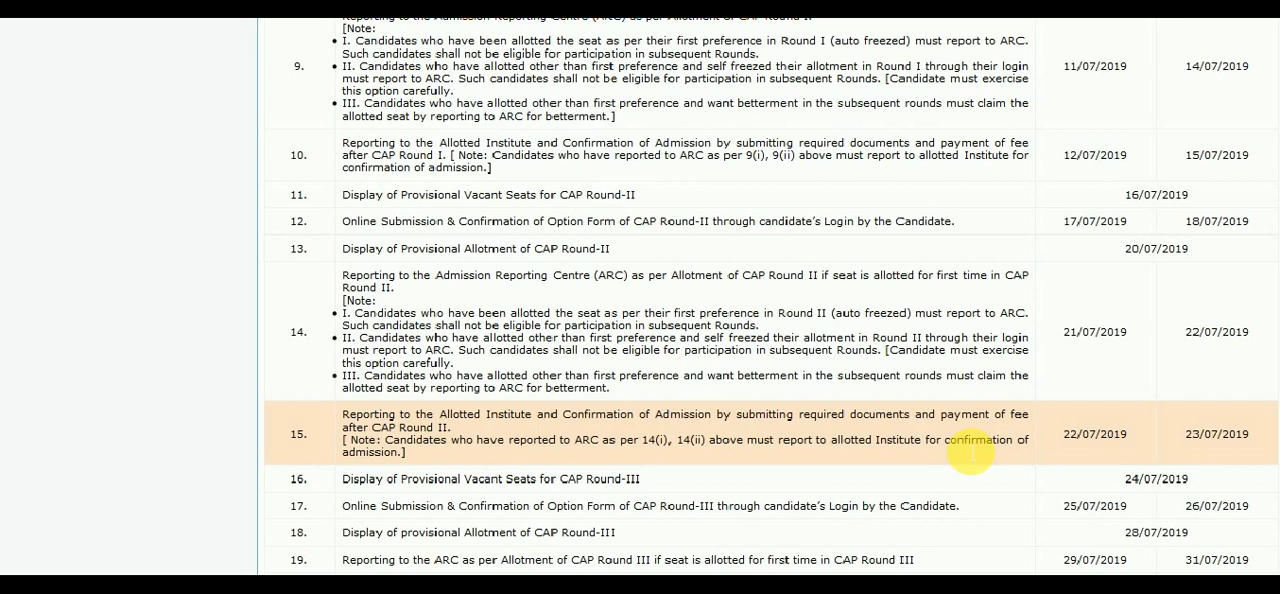 Reporting to the Admission Reporting Centre (ARC) as per Allotment of CAP Round I.
[Note:
• I. Candidates who have been allotted the seat as per their first preference in Round I (auto freezed) must report to ARC.
Such candidates shall not be eligible for participation in subsequent Rounds.
9.
• II. Candidates who have allotted other than first preference and self freezed their allotment in Round I through their login
must report to ARC. Such candidates shall not be eligible for participation in subsequent Rounds. [Candidate must exercise
this option carefully.
• III. Candidates who have allotted other than first preference and want betterment in the subsequent rounds must claim the
allotted seat by reporting to ARC for betterment.]
11/07/2019
14/07/2019
10.
Reporting to the Allotted Institute and Confirmation of Admission by submitting required documents and payment of fee
after CAP Round I. [ Note: Candidates who have reported to ARC as per 9(i), 9(ii) above must report to allotted Institute for
confirmation of admission.]
12/07/2019
15/07/2019
11.
Display of Provisional Vacant Seats for CAP Round-II
16/07/2019
12.
Online Submission & Confirmation of Option Form of CAP Round-II through candidate's Login by the Candidate.
17/07/2019
18/07/2019
13.
Display of Provisional Allotment of CAP Round-II
20/07/2019
14.
Reporting to the Admission Reporting Centre (ARC) as per Allotment of CAP Round II if seat is allotted for first time in CAP
Round II.
[Note:
• I. Candidates who have been allotted the seat as per their first preference in Round II (auto freezed) must report to ARC.
Such candidates shall not be eligible for participation in subsequent Rounds.
• II. Candidates who have allotted other than first preference and self freezed their allotment in Round II through their login
must report to ARC. Such candidates shall not be eligible for participation in subsequent Rounds. [Candidate must exercise
this option carefully.
• III. Candidates who have allotted other than first preference and want betterment in the subsequent rounds must claim the
allotted seat by reporting to ARC for betterment.
21/07/2019
22/07/2019
15.
Reporting to the Allotted Institute and Confirmation of Admission by submitting required documents and payment of fee
after CAP Round II.
[ Note: Candidates who have reported to ARC as per 14(i), 14(ii) above must report to allotted Institute for confirmation of
admission.]
22/07/2019
23/07/2019
16.
Display of Provisional Vacant Seats for CAP Round-III
24/07/2019
17.
Online Submission & Confirmation of Option Form of CAP Round-III through candidate's Login by the Candidate.
25/07/2019
26/07/2019
18.
Display of provisional Allotment of CAP Round-III
28/07/2019
19.
Reporting to the ARC as per Allotment of CAP Round III if seat is allotted for first time in CAP Round III
29/07/2019
31/07/2019